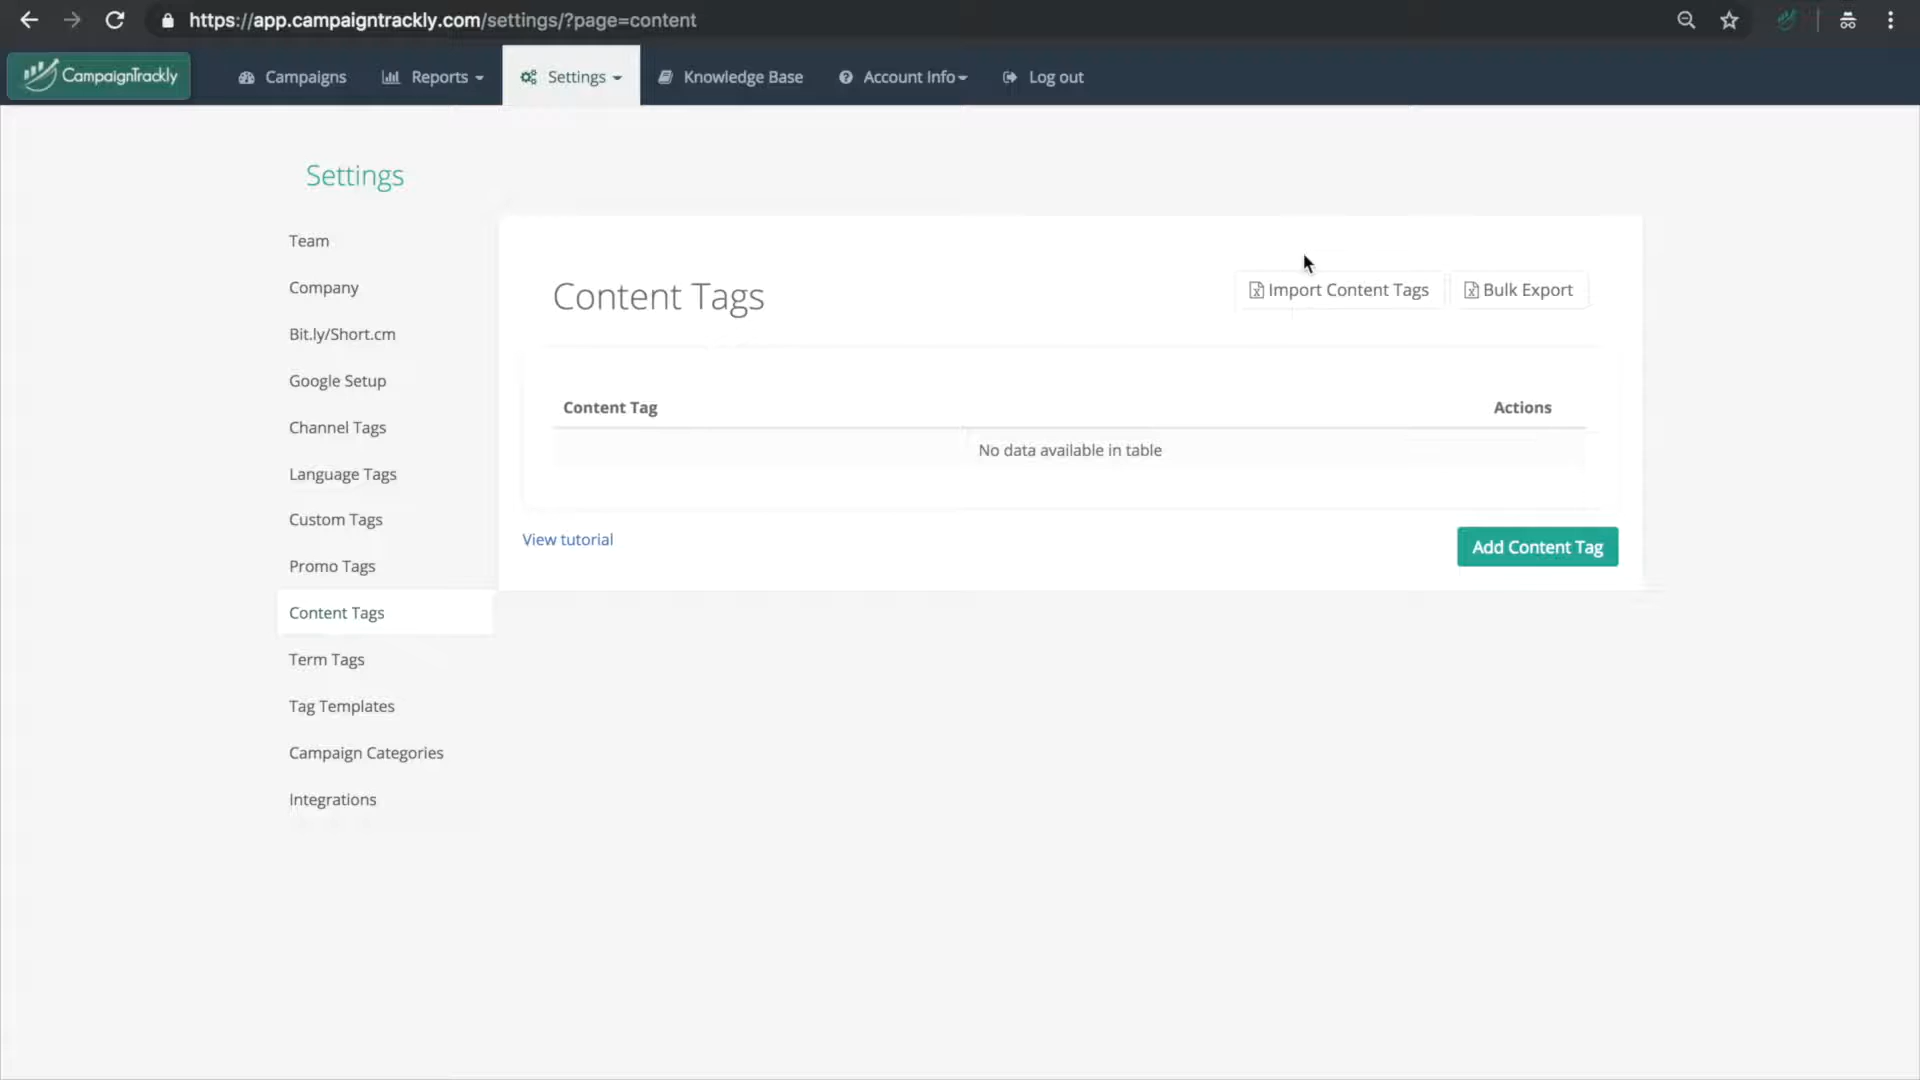 https://app.campaigntrackly.com/settings/?page=content
CampaignTrackly
Campaigns
Reports
Settings
Knowledge Base
Account Info
Log out
Settings
Team
Company
Bit.ly/Short.cm
Google Setup
Channel Tags
Language Tags
Custom Tags
Promo Tags
Content Tags
Term Tags
Tag Templates
Campaign Categories
Integrations
Content Tags
Import Content Tags
Bulk Export
Content Tag
Actions
No data available in table
View tutorial
Add Content Tag